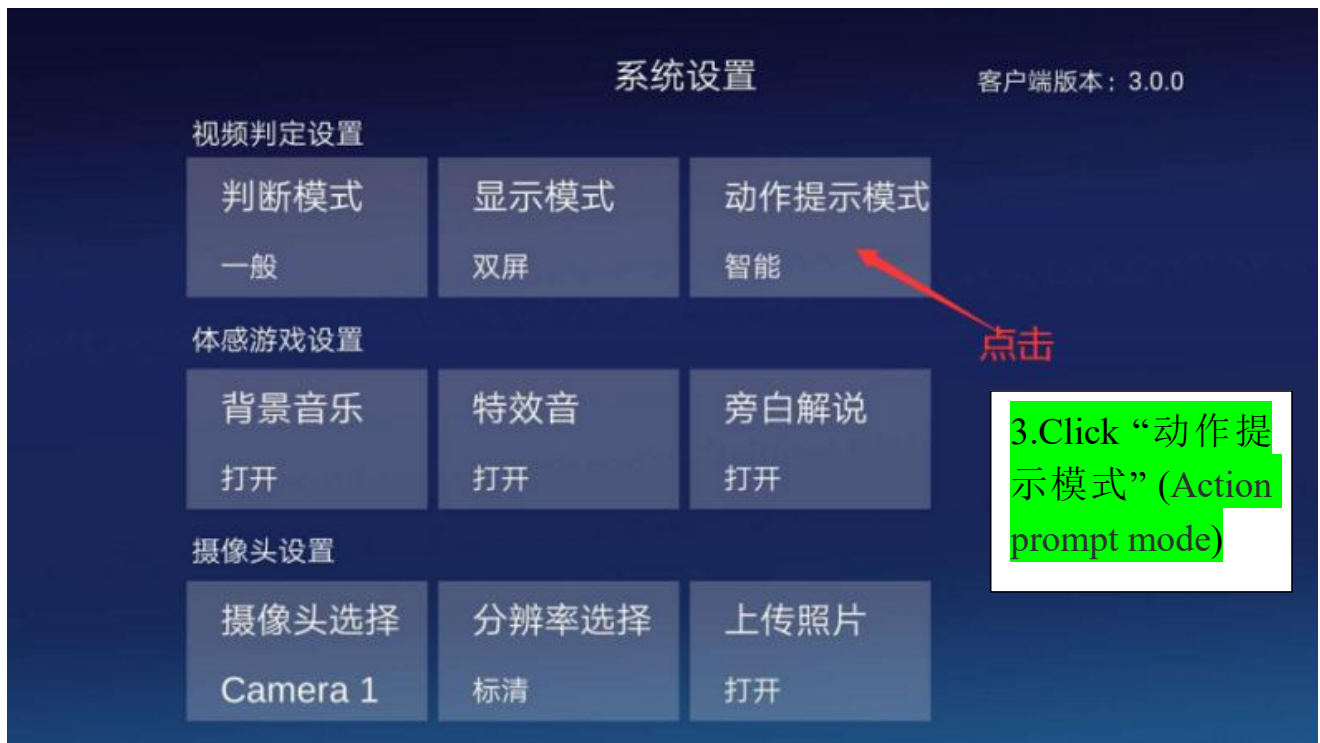 系统设置
客户端版本：3.0.0
视频判定设置
判断模式
显示模式
动作提示模式
一般
双屏
智能
体感游戏设置
点击
背景音乐
特效音
旁白解说
打开
打开
打开
3.Click “动作提
示模式” (Action
prompt mode)
摄像头设置
摄像头选择
分辨率选择
上传照片
Camera 1
标清
打开